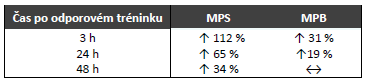 Čas po odporovém tréninku MPS MPB
3 h ↑ 112 % ↑ 31 %
24 h ↑ 65 % ↑19 %
48 h ↑ 34 % ↔